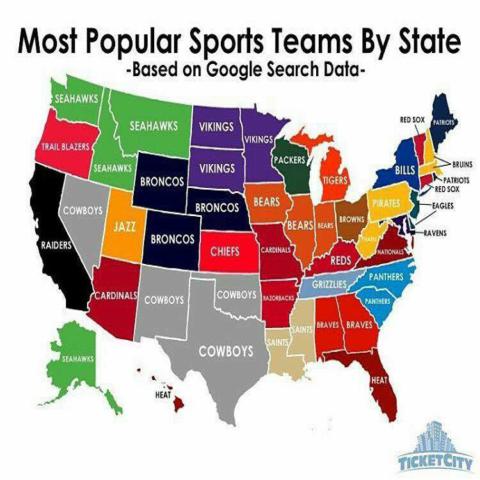 Most Popular Sports Teams By State
-Based on Google Search Data-
SEAHAWKS
SEAHAWKS
VIKINGS
VIKINGS
RED SOX
PATRIOTS
TRAIL BLAZERS
SEAHAWKS
BRONCOS
VIKINGS
PACKERS
TIGERS
BILLS
BRUINS
PATRIOTS
RED SOX
EAGLES
RAVENS
COWBOYS
JAZZ
BRONCOS
BRONCOS
BEARS
BEARS
BEARS
BROWNS
PIRATES
NATIONALS
RAIDERS
CHIEFS
CARDINALS
REDS
CARDINALS
COWBOYS
COWBOYS
RAZORBACKS
GRIZZLIES
PANTHERS
PANTHERS
COWBOYS
SAINTS
SAINTS
BRAVES
BRAVES
SEAHAWKS
HEAT
HEAT
TICKETCITY